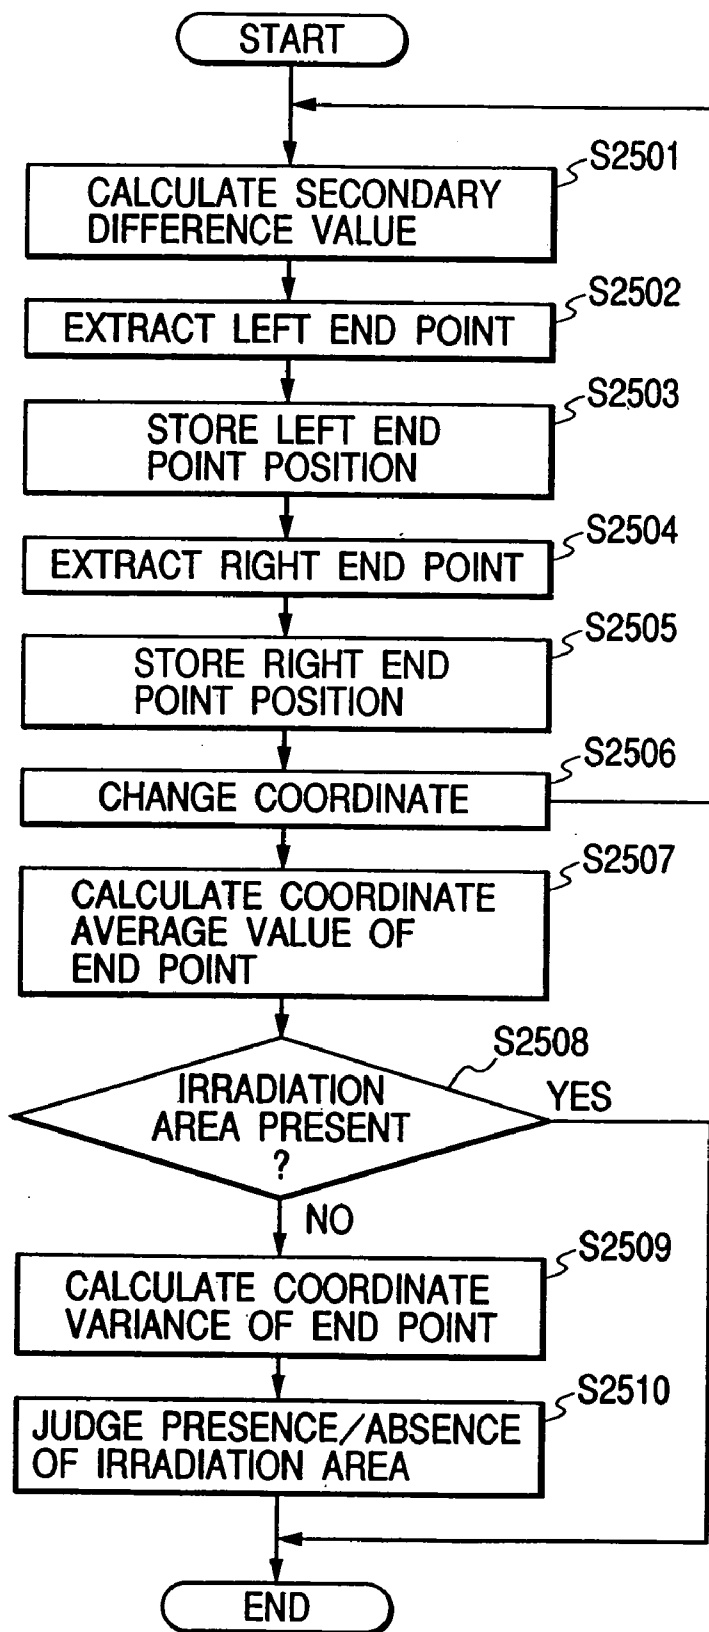 START
S2501
CALCULATE SECONDARY
DIFFERENCE VALUE
S2502
EXTRACT LEFT END POINT
S2503
STORE LEFT END
POINT POSITION
S2504
EXTRACT RIGHT END POINT
S2505
STORE RIGHT END
POINT POSITION
S2506
CHANGE COORDINATE
S2507
CALCULATE COORDINATE
AVERAGE VALUE OF
END POINT
S2508
IRRADIATION
AREA PRESENT
?
YES
NO
S2509
CALCULATE COORDINATE
VARIANCE OF END POINT
S2510
JUDGE PRESENCE/ABSENCE
OF IRRADIATION AREA
END